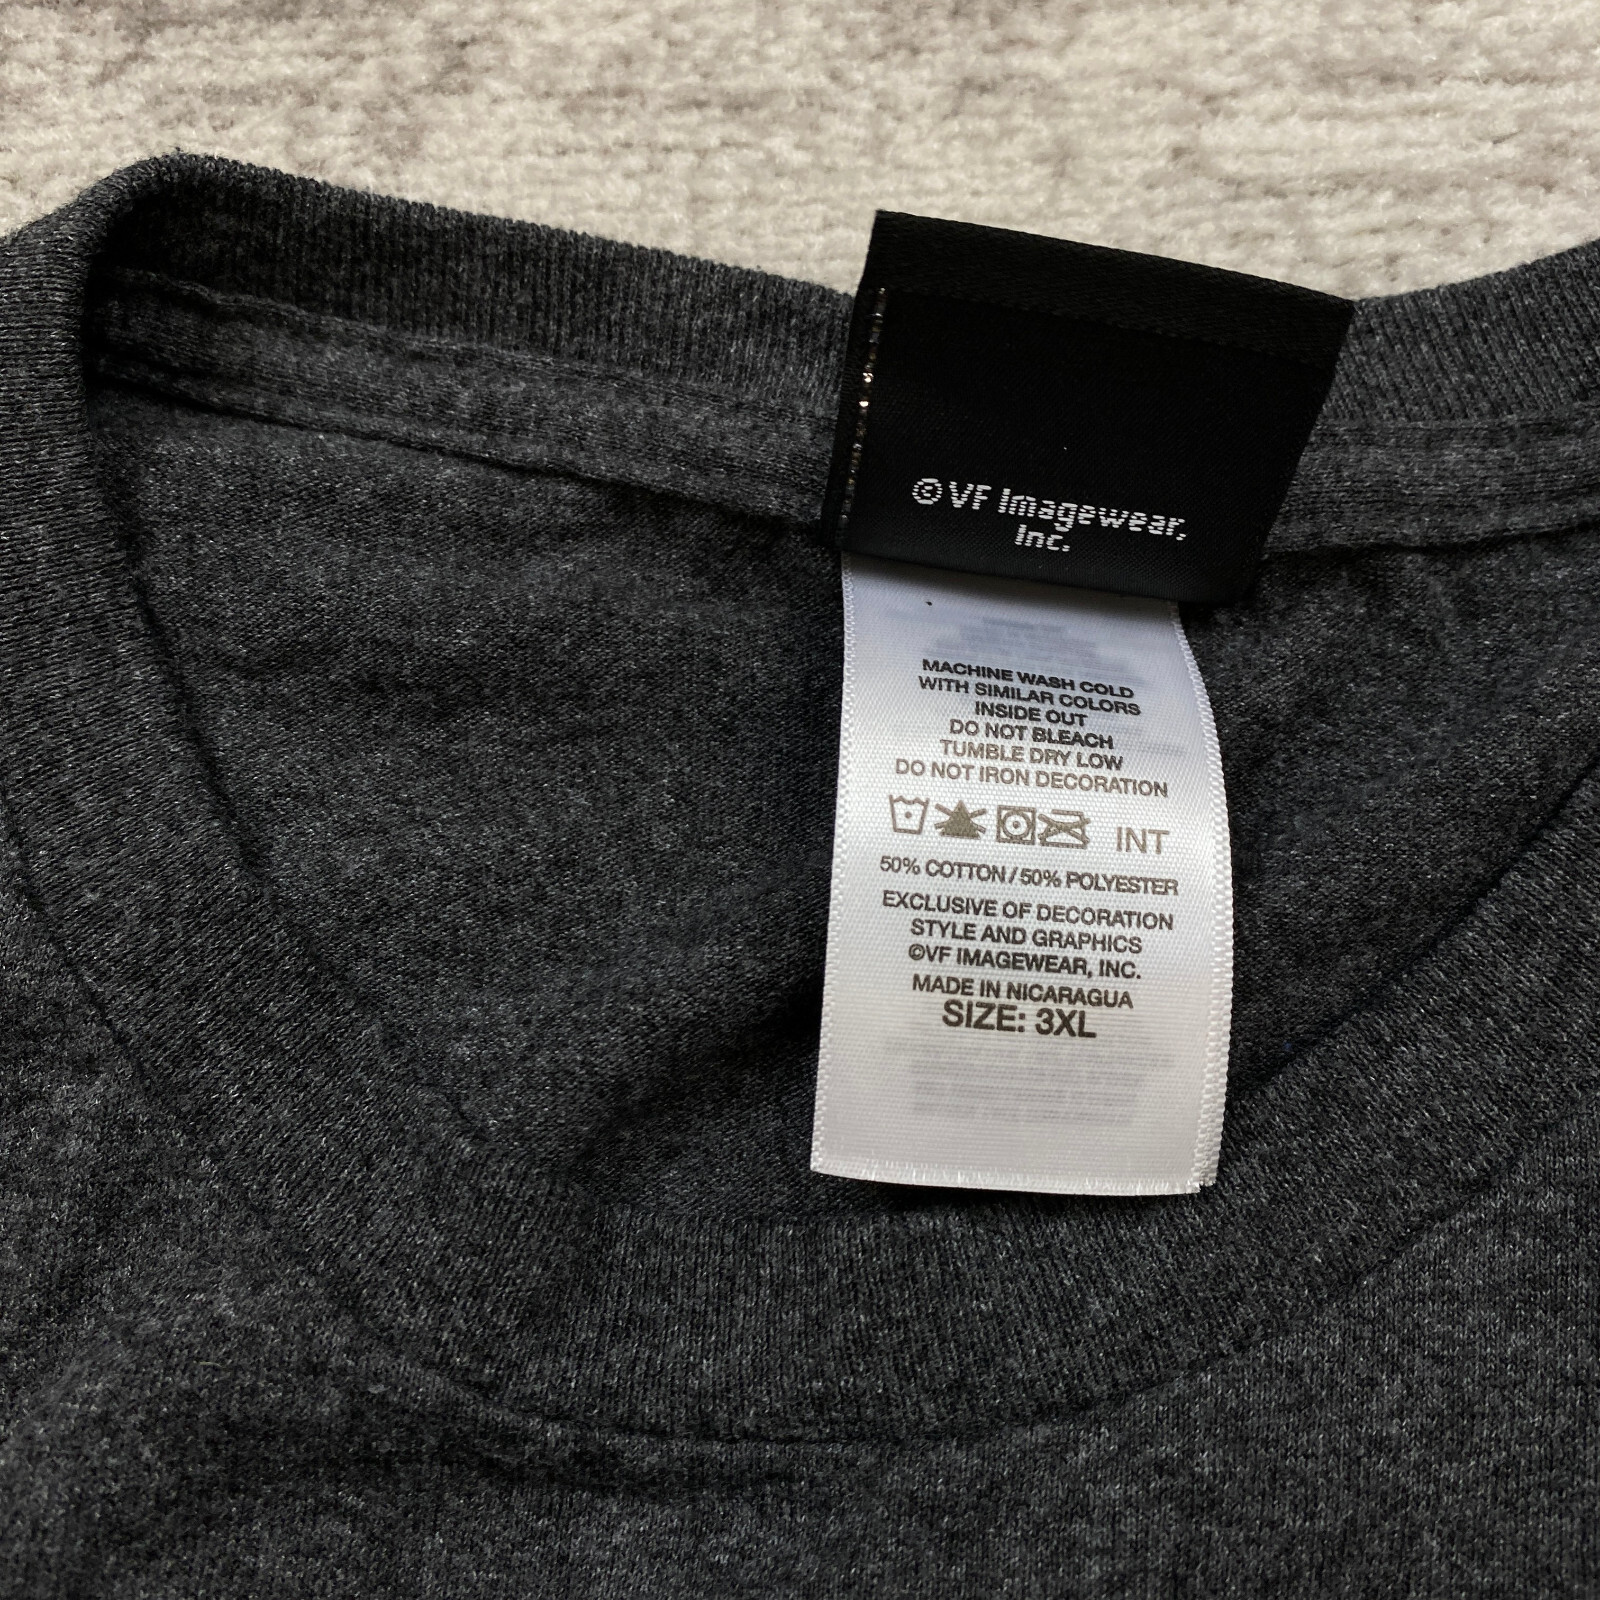 ©VF Imagewear,
Inc.
MACHINE WASH COLD
WITH SIMILAR COLORS
INSIDE OUT
DO NOT BLEACH
TUMBLE DRY LOW
DO NOT IRON DECORATION
INT
50% COTTON / 50% POLYESTER
EXCLUSIVE OF DECORATION
STYLE AND GRAPHICS
©VF IMAGEWEAR, INC.
MADE IN NICARAGUA
SIZE: 3XL